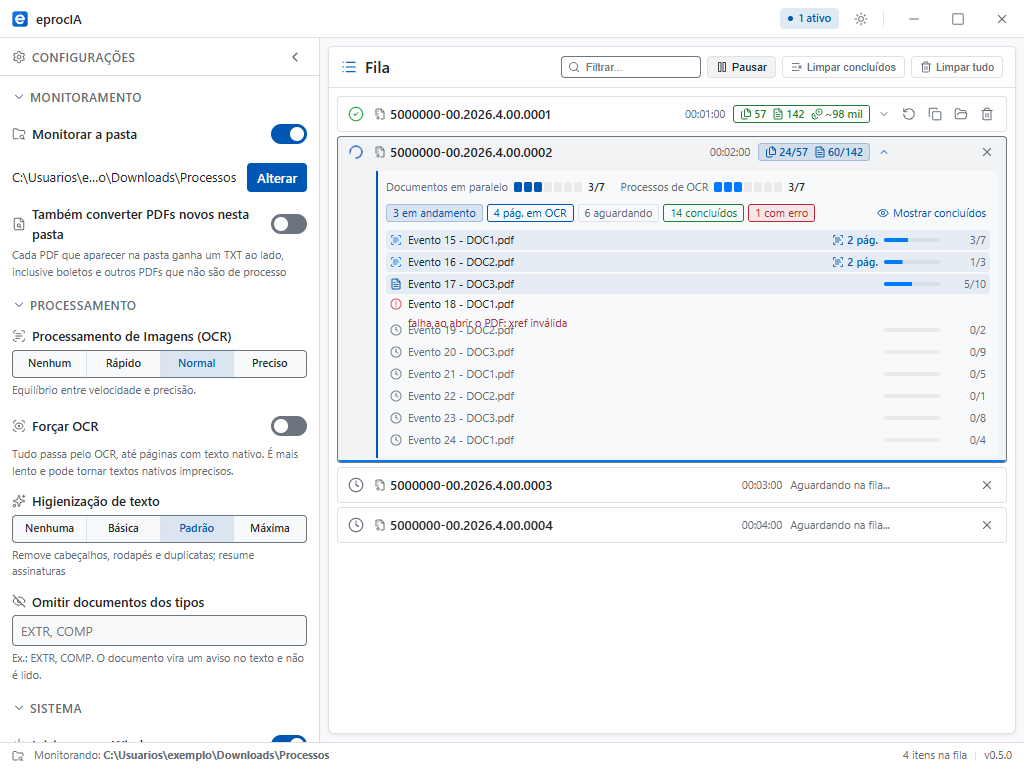 eprocIA
1 ativo
CONFIGURAÇÕES
MONITORAMENTO
Monitorar a pasta
C:\Usuarios\e...o\Downloads\Processos
Alterar
Também converter PDFs novos nesta
pasta
Cada PDF que aparecer na pasta ganha um TXT ao lado,
inclusive boletos e outros PDFs que não são de processo
PROCESSAMENTO
Processamento de Imagens (OCR)
Nenhum Rápido Normal Preciso
Equilíbrio entre velocidade e precisão.
Forçar OCR
Tudo passa pelo OCR, até páginas com texto nativo. É mais
lento e pode tornar textos nativos imprecisos.
Higienização de texto
Nenhuma Básica Padrão Máxima
Remove cabeçalhos, rodapés e duplicatas; resume
assinaturas
Omitir documentos dos tipos
EXTR, COMP
Ex.: EXTR, COMP. O documento vira um aviso no texto e não
é lido.
SISTEMA
Fila
Filtrar...
Pausar
Limpar concluídos
Limpar tudo
5000000-00.2026.4.00.0001 00:01:00 57 142 ~98 mil
5000000-00.2026.4.00.0002 00:02:00 24/57 60/142
Documentos em paralelo 3/7 Processos de OCR 3/7
3 em andamento 4 pág. em OCR 6 aguardando 14 concluídos 1 com erro Mostrar concluídos
Evento 15 - DOC1.pdf 2 pág. 3/7
Evento 16 - DOC2.pdf 2 pág. 1/3
Evento 17 - DOC3.pdf 5/10
Evento 18 - DOC1.pdf
falha ao abrir o PDF: xref inválida
Evento 19 - DOC2.pdf 0/2
Evento 20 - DOC3.pdf 0/9
Evento 21 - DOC1.pdf 0/5
Evento 22 - DOC2.pdf 0/1
Evento 23 - DOC3.pdf 0/8
Evento 24 - DOC1.pdf 0/4
5000000-00.2026.4.00.0003 00:03:00 Aguardando na fila...
5000000-00.2026.4.00.0004 00:04:00 Aguardando na fila...
Monitorando: C:\Usuarios\exemplo\Downloads\Processos
4 itens na fila v0.5.0